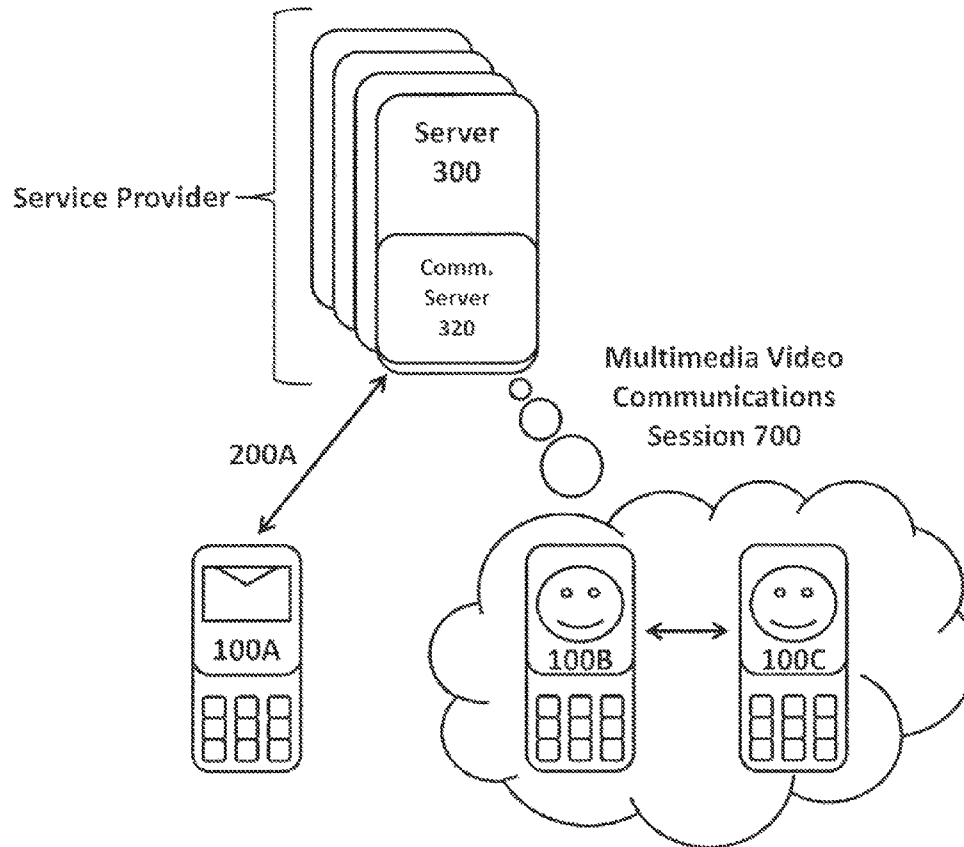 Server
300
Service Provider
Comm.
Server
320
Multimedia Video
Communications
Session 700
200A
100A
100B
100C